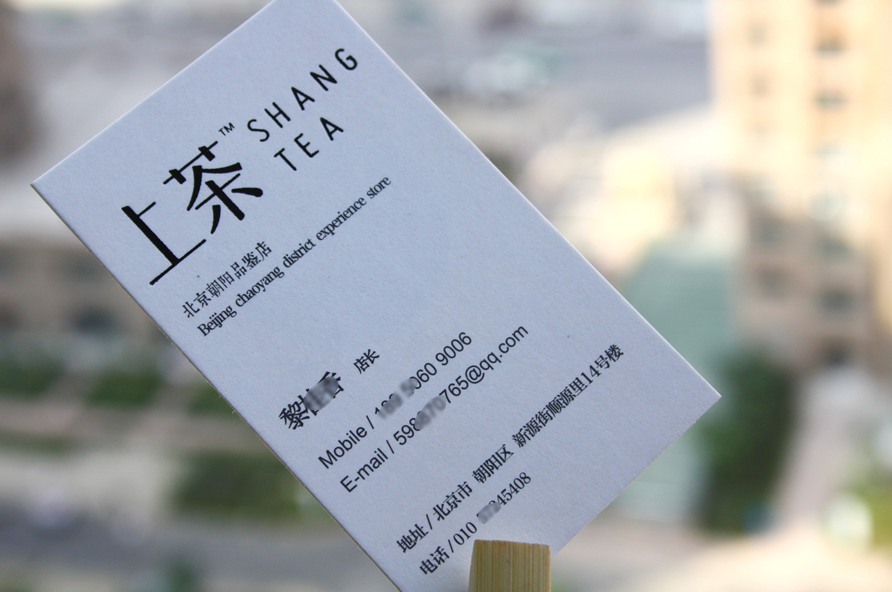 上茶™
SHANG
TEA
北京朝阳品鉴店
Beijing chaoyang district experience store
黎 香 店长
Mobile / 060 9006
E-mail / 598 765@qq.com
地址 / 北京市 朝阳区 新源街顺源里14号楼
电话 / 010 45408